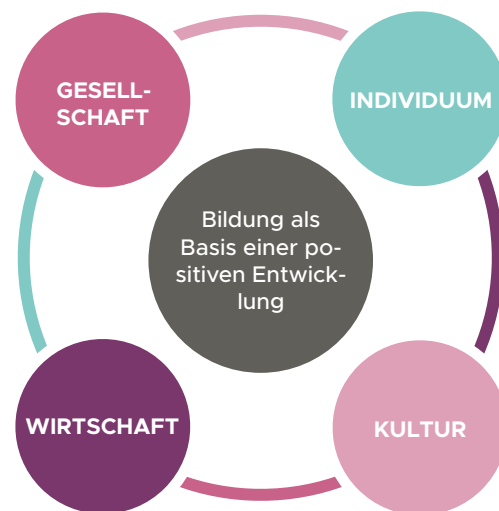 GESELL-
SCHAFT
INDIVIDUUM
Bildung als
Basis einer po-
sitiven Entwick-
lung
WIRTSCHAFT
KULTUR